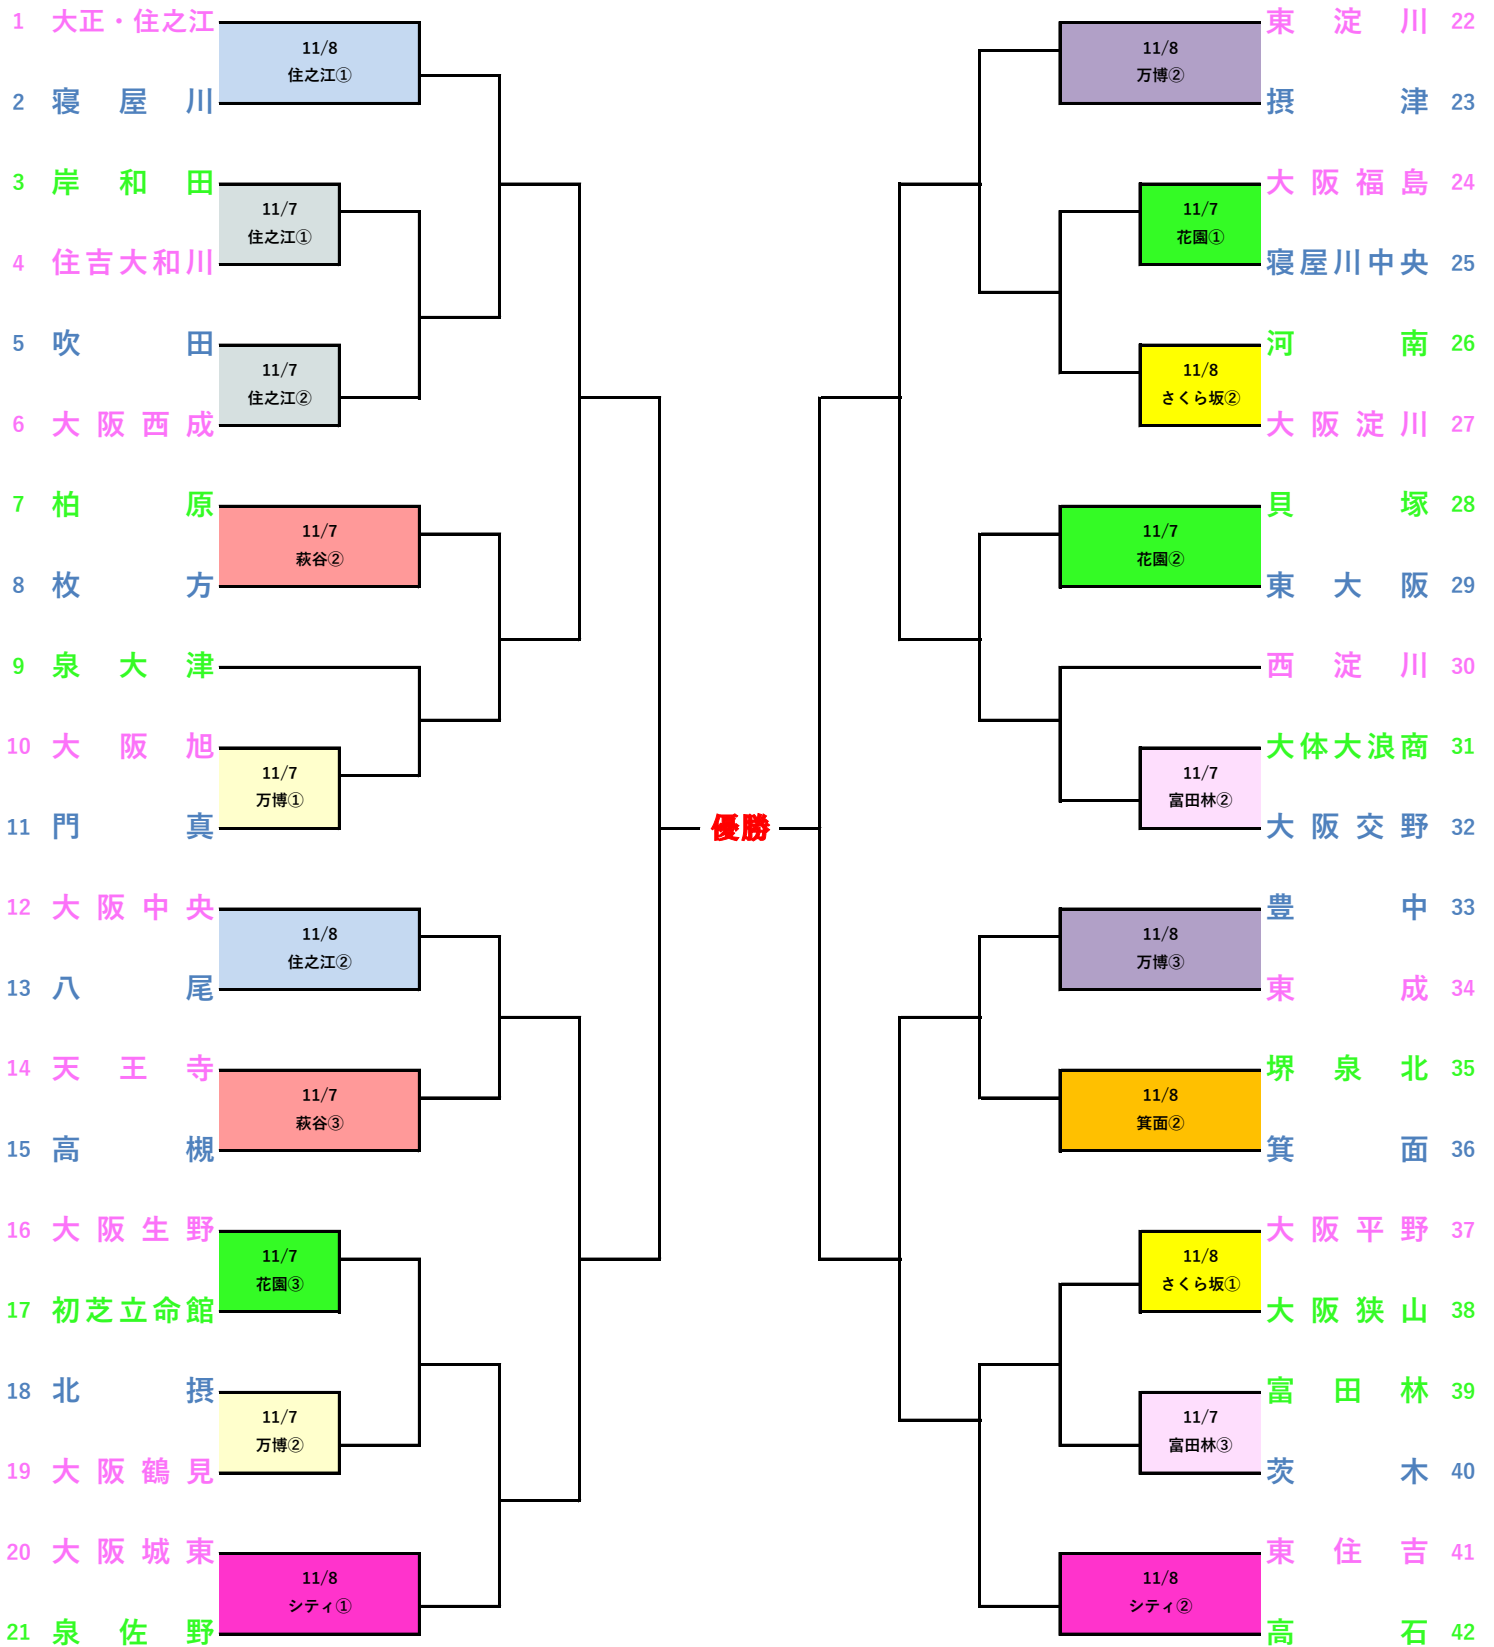 1 大正・住之江
11/8
住之江①
2 寝屋川
3 岸和田
11/7
住之江①
4 住吉大和川
5 吹田
11/7
住之江②
6 大阪西成
7 柏原
11/7
萩谷②
8 枚方
9 泉大津
10 大阪旭
11/7
万博①
11 門真
12 大阪中央
11/8
住之江②
13 八尾
14 天王寺
11/7
萩谷③
15 高槻
16 大阪生野
11/7
花園③
17 初芝立命館
18 北摂
11/7
万博②
19 大阪鶴見
20 大阪城東
11/8
シティ①
21 泉佐野
優勝
東淀川 22
11/8
万博②
摂津 23
大阪福島 24
11/7
花園①
寝屋川中央 25
河南 26
11/8
さくら坂②
大阪淀川 27
貝塚 28
11/7
花園②
東大阪 29
西淀川 30
大体大浪商 31
11/7
富田林②
大阪交野 32
豊中 33
11/8
万博③
東成 34
堺泉北 35
11/8
箕面②
箕面 36
大阪平野 37
11/8
さくら坂①
大阪狭山 38
富田林 39
11/7
富田林③
茨木 40
東住吉 41
11/8
シティ②
高石 42